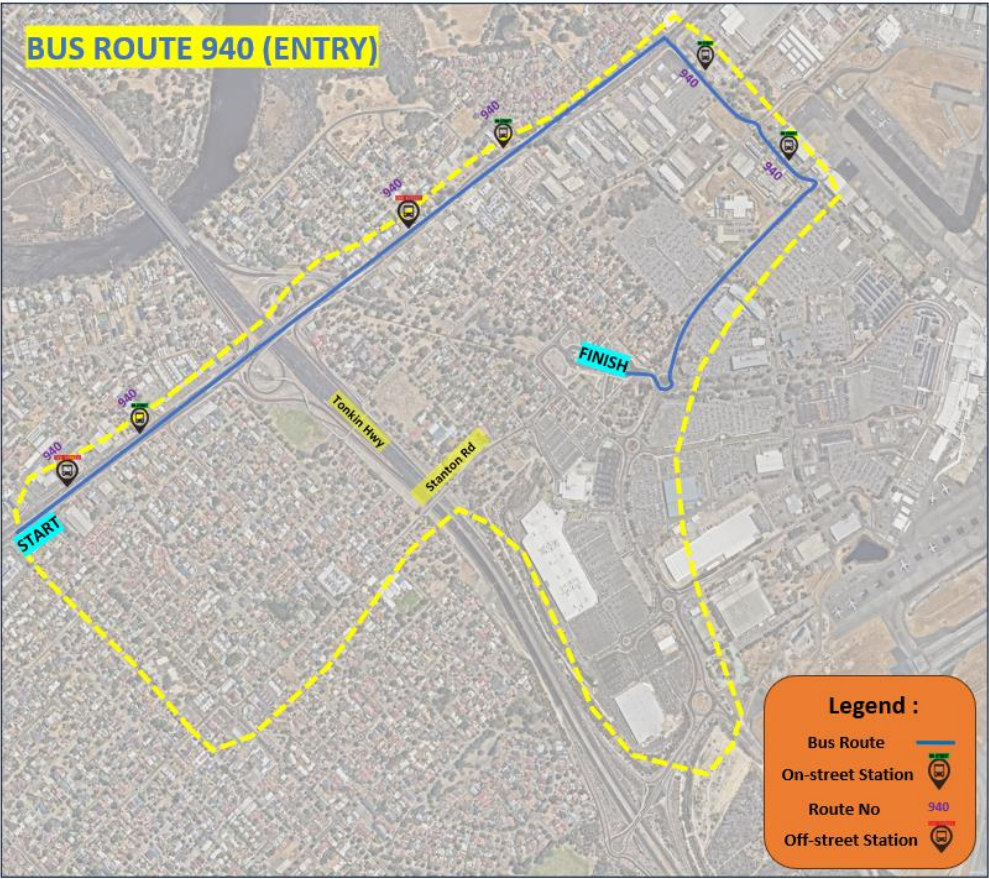 BUS ROUTE 940 (ENTRY)
940
940
940
940
940
940
START
FINISH
Tonkin Hwy
Stanton Rd
Legend :
Bus Route
On-street Station
Route No 940
Off-street Station